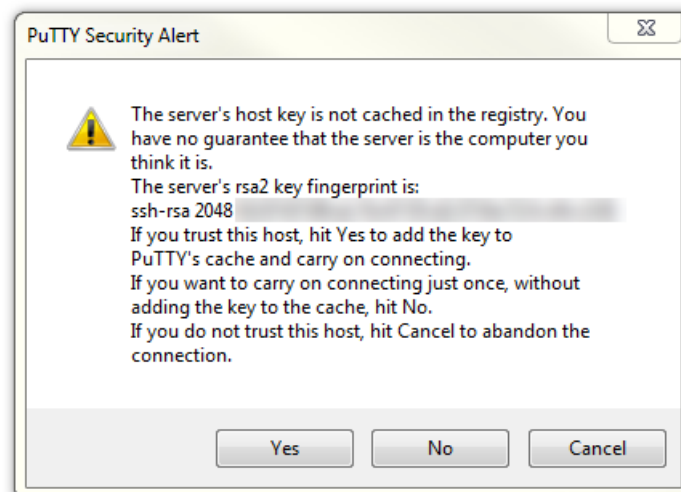 PuTTY Security Alert
The server's host key is not cached in the registry. You
have no guarantee that the server is the computer you
think it is.
The server's rsa2 key fingerprint is:
ssh-rsa 2048
If you trust this host, hit Yes to add the key to
PuTTY's cache and carry on connecting.
If you want to carry on connecting just once, without
adding the key to the cache, hit No.
If you do not trust this host, hit Cancel to abandon the
connection.
Yes No Cancel